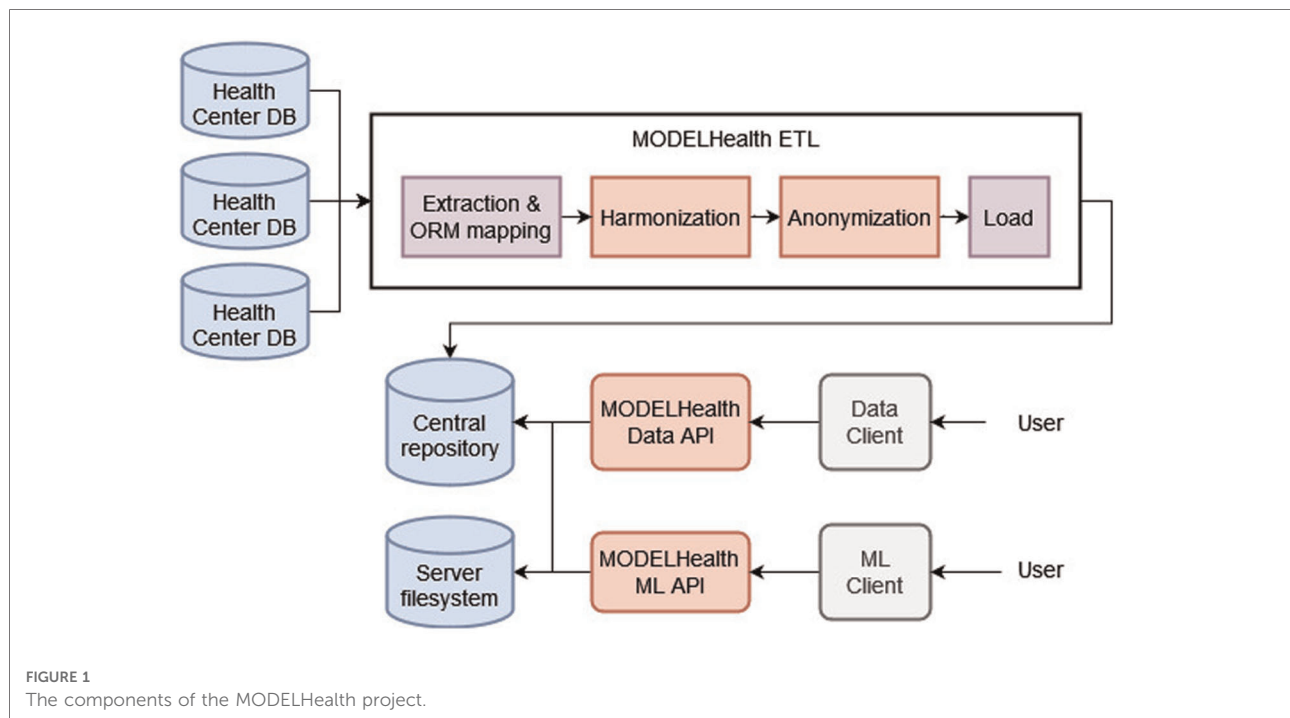 Health
Center DB
Health
Center DB
Health
Center DB
MODELHealth ETL
Extraction &
ORM mapping
Harmonization
Anonymization
Load
Central
repository
MODELHealth
Data API
Data
Client
User
Server
filesystem
MODELHealth
ML API
ML
Client
User
FIGURE 1
The components of the MODELHealth project.